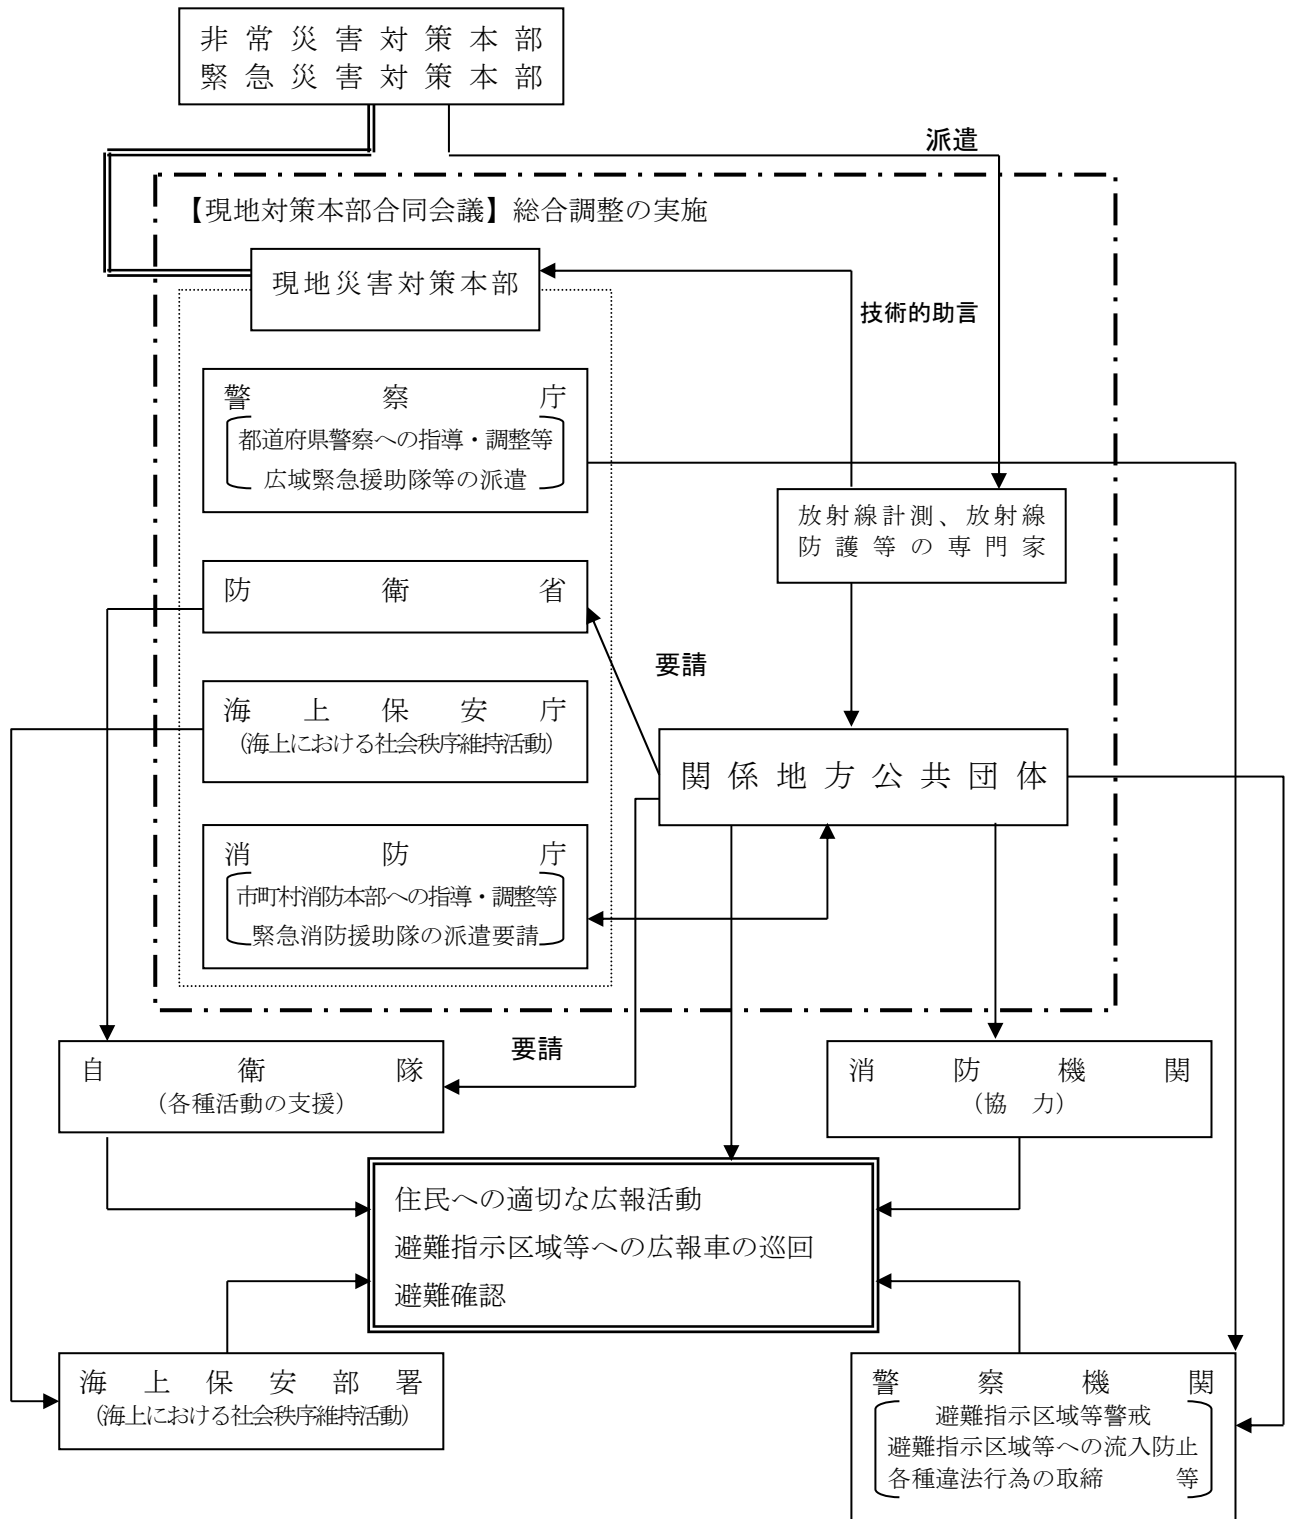 非常災害対策本部
緊急災害対策本部
派遣
【現地対策本部合同会議】総合調整の実施
現地災害対策本部
技術的助言
警察庁
都道府県警察への指導・調整等
広域緊急援助隊等の派遣
放射線計測、放射線
防護等の専門家
防衛省
要請
海上保安庁
(海上における社会秩序維持活動)
関係地方公共団体
消防庁
市町村消防本部への指導・調整等
緊急消防援助隊の派遣要請
自衛隊
(各種活動の支援)
要請
消防機関
(協 力)
住民への適切な広報活動
避難指示区域等への広報車の巡回
避難確認
海上保安部署
(海上における社会秩序維持活動)
警察機関
避難指示区域等警戒
避難指示区域等への流入防止
各種違法行為の取締 等